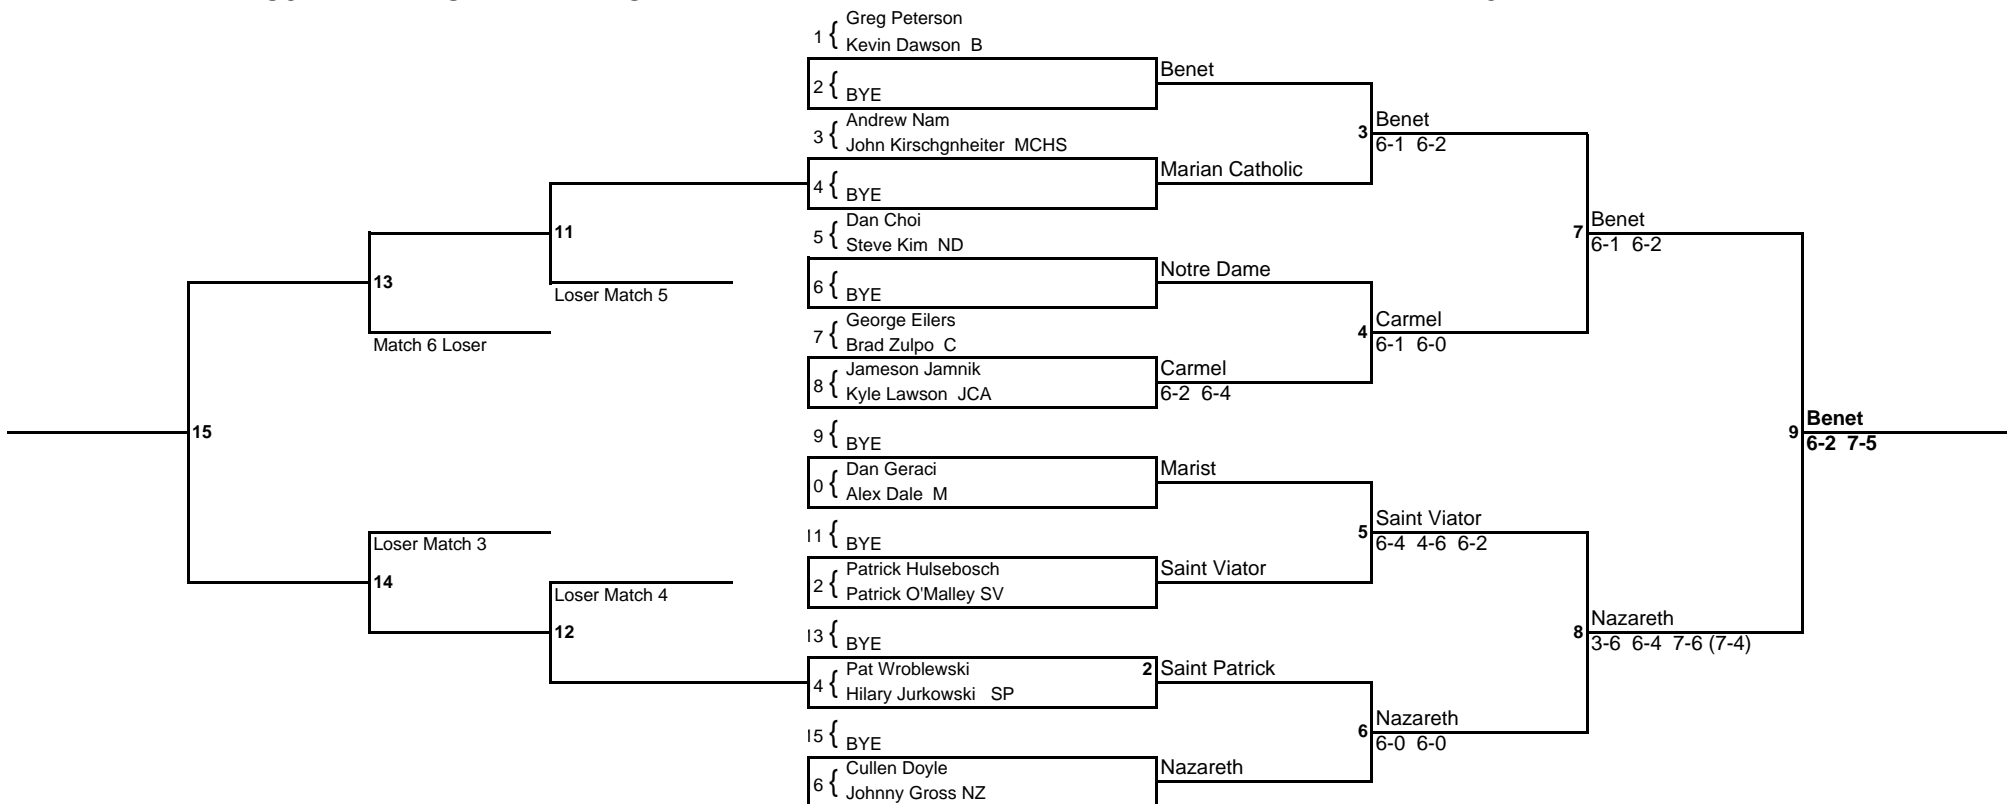 Greg Peterson
1 {
Kevin Dawson B
Benet
2 {
BYE
Andrew Nam
3 {
John Kirschgnheiter MCHS
3 Benet
6-1 6-2
Marian Catholic
4 {
BYE
Dan Choi
5 {
Steve Kim ND
11
7 Benet
6-1 6-2
Notre Dame
6 {
BYE
13
Loser Match 5
George Eilers
7 {
Brad Zulpo C
4 Carmel
6-1 6-0
Match 6 Loser
Jameson Jamnik
8 {
Kyle Lawson JCA
Carmel
6-2 6-4
15
9 {
BYE
9 Benet
6-2 7-5
Dan Geraci
0 {
Alex Dale M
Marist
Loser Match 3
11 {
BYE
5 Saint Viator
6-4 4-6 6-2
14
Loser Match 4
Patrick Hulsebosch
2 {
Patrick O'Malley SV
Saint Viator
12
13 {
BYE
8 Nazareth
3-6 6-4 7-6 (7-4)
Pat Wroblewski
4 {
Hilary Jurkowski SP
2 Saint Patrick
15 {
BYE
6 Nazareth
6-0 6-0
Cullen Doyle
6 {
Johnny Gross NZ
Nazareth